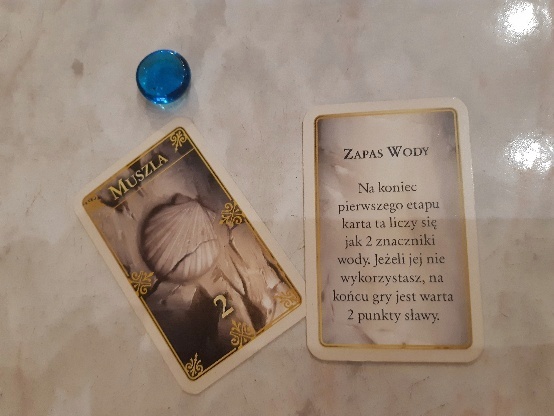 Muszla
2
Zapas Wody
Na koniec
pierwszego etapu
karta ta liczy się
jak 2 znaczniki
wody. Jeżeli jej nie
wykorzystasz, na
końcu gry jest warta
2 punkty sławy.